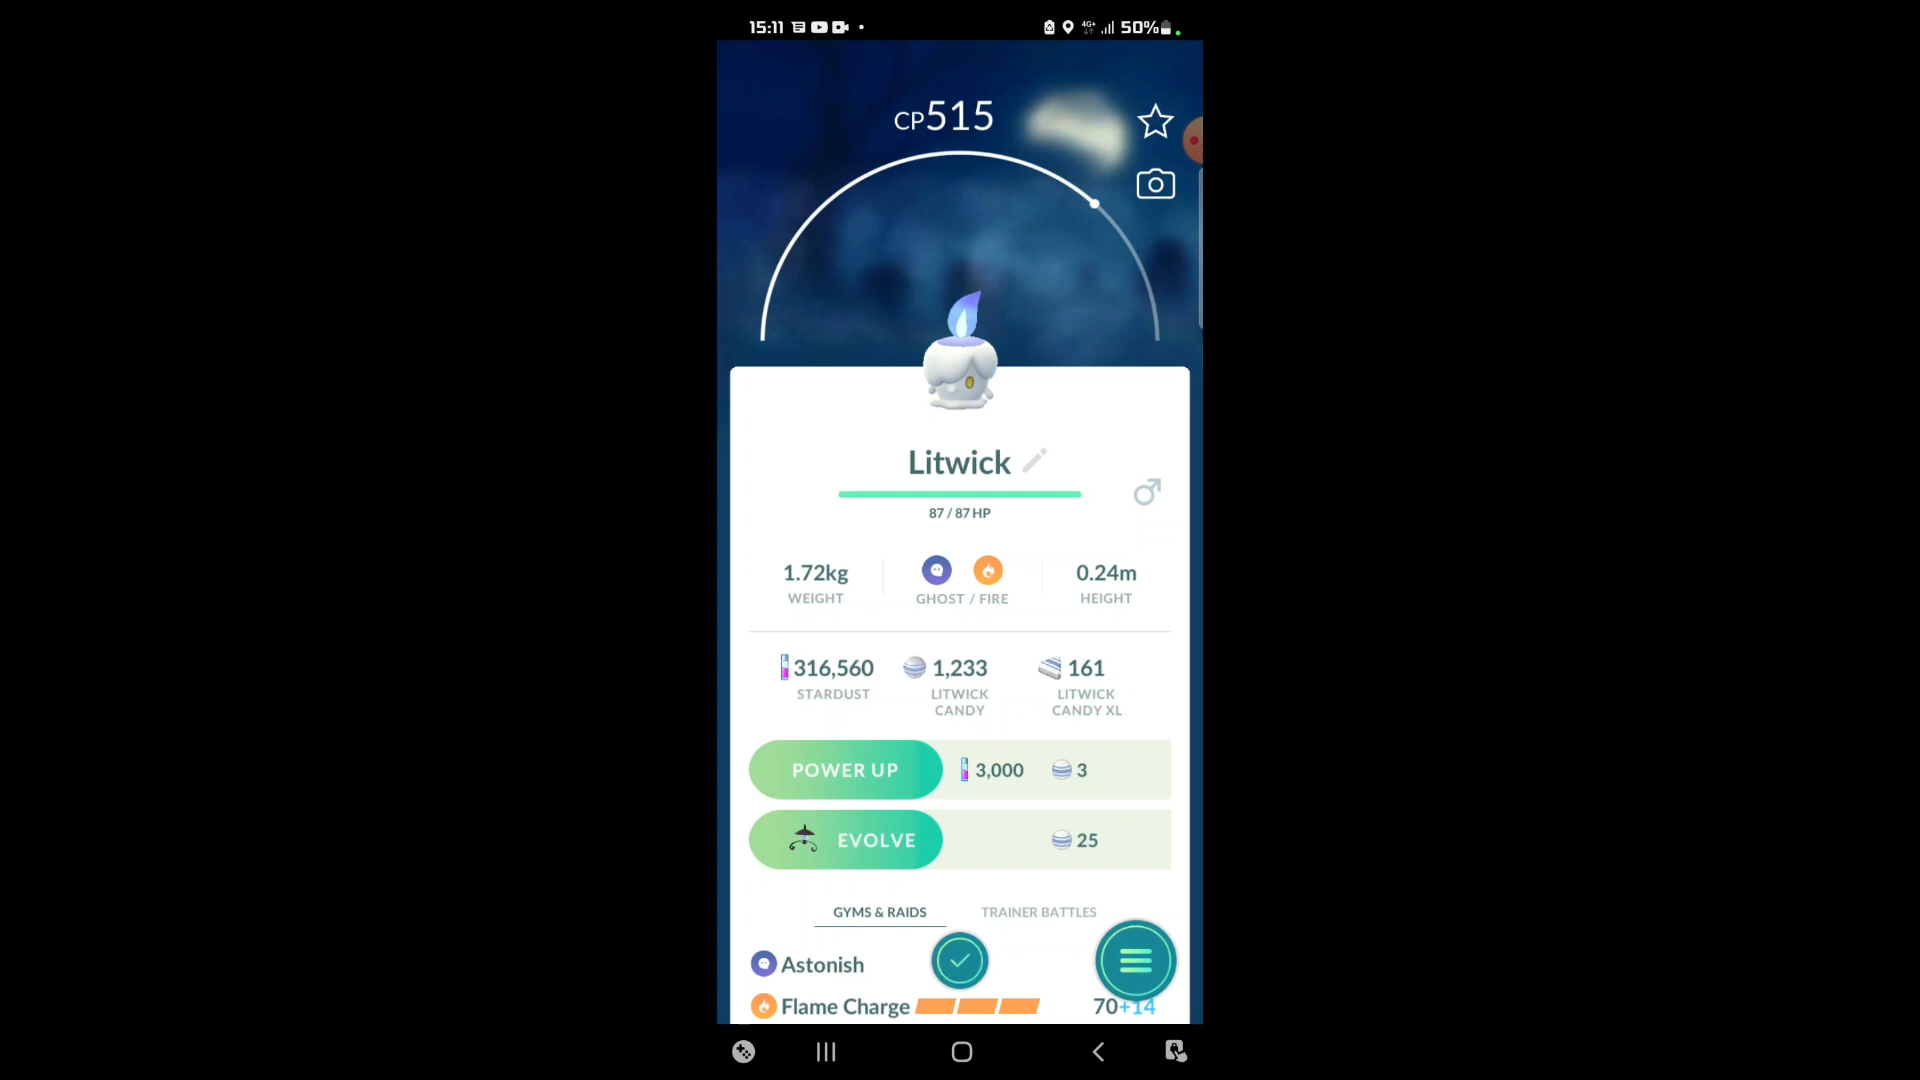 15:11 4G+ 50%
CP515
Litwick
87 / 87 HP
1.72kg
WEIGHT
GHOST / FIRE
0.24m
HEIGHT
316,560
STARDUST
1,233
LITWICK
CANDY
161
LITWICK
CANDY XL
POWER UP 3,000 3
EVOLVE 25
GYMS & RAIDS TRAINER BATTLES
Astonish
Flame Charge 70+14